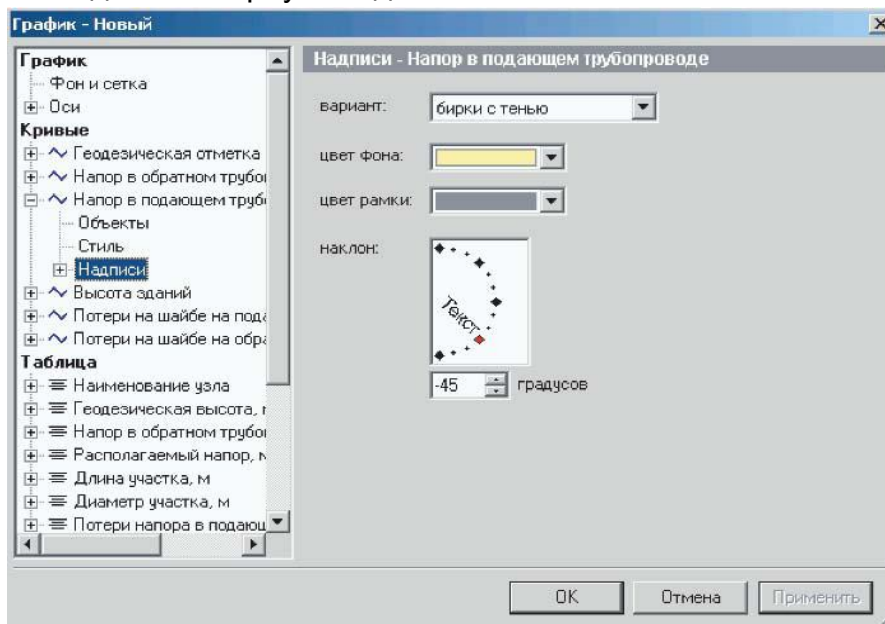 График - Новый
График
Фон и сетка
Оси
Кривые
Геодезическая отметка
Напор в обратном трубо
Напор в подающем труб
Объекты
Стиль
Надписи
Высота зданий
Потери на шайбе на пода
Потери на шайбе на обра
Таблица
Наименование узла
Геодезическая высота,
Напор в обратном трубо
Располагаемый напор,
Длина участка, м
Диаметр участка, м
Потери напора в подающ
Надписи - Напор в подающем трубопроводе
вариант: бирки с тенью
цвет фона:
цвет рамки:
наклон:
Текст
-45 градусов
OK Отмена Применить